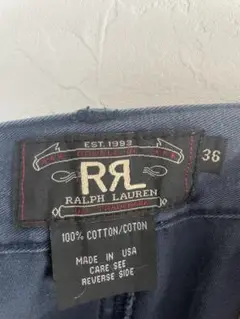 EST. 1993
RRL
RALPH LAUREN
36
100% COTTON/COTON
MADE IN USA
CARE SEE
REVERSE SIDE